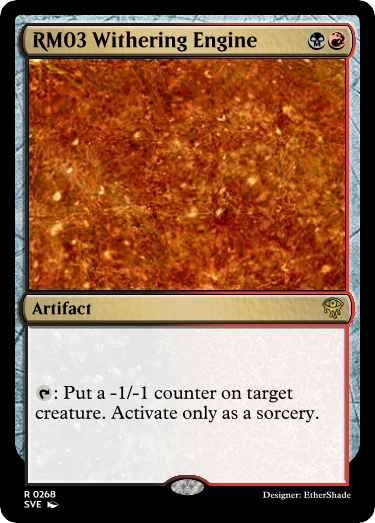 RM03 Withering Engine
Artifact
: Put a -1/-1 counter on target
creature. Activate only as a sorcery.
R 0268
SVE
Designer: EtherShade